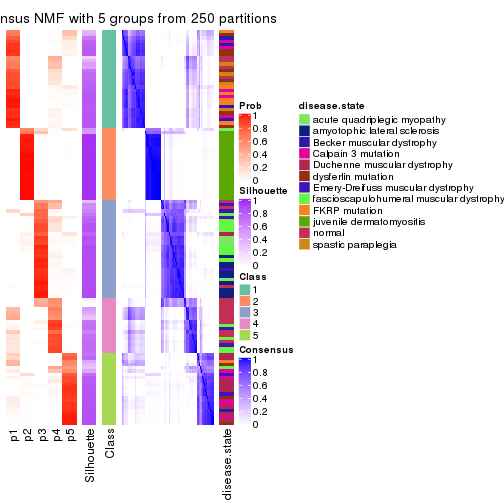 nsus NMF with 5 groups from 250 partitions
p1
p2
p3
p4
p5
Silhouette
Class
disease.state
Prob
1
0.8
0.6
0.4
0.2
0
Silhouette
1
0.8
0.6
0.4
0.2
0
Class
1
2
3
4
5
Consensus
1
0.8
0.6
0.4
0.2
0
disease.state
acute quadriplegic myopathy
amyotophic lateral sclerosis
Becker muscular dystrophy
Calpain 3 mutation
Duchenne muscular dystrophy
dysferlin mutation
Emery-Dreifuss muscular dystrophy
fascioscapulohumeral muscular dystrophy
FKRP mutation
juvenile dermatomyositis
normal
spastic paraplegia